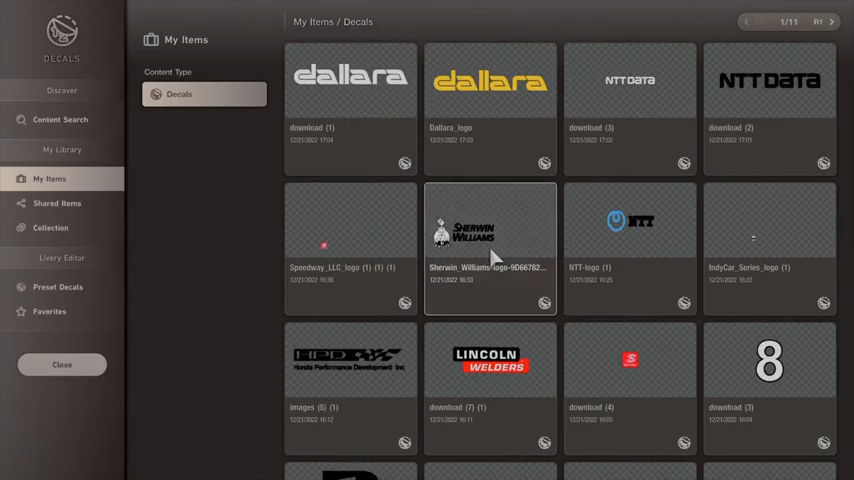 DECALS
Discover
Content Search
My Library
My Items
Shared Items
Collection
Livery Editor
Preset Decals
Favorites
Close
My Items
Content Type
Decals
My Items / Decals
1/11
R1
dallara
download (1)
12/21/2022 17:04
dallara
Dallara_logo
12/21/2022 17:03
NTT DATA
download (3)
12/21/2022 17:02
NTT DATA
download (2)
12/21/2022 17:01
Speedway_LLC_logo (1) (1) (1)
12/21/2022 16:36
SHERWIN
WILLIAMS
Sherwin_Williams-logo-9D66782...
12/21/2022 16:33
NTT
NTT-logo (1)
12/21/2022 16:25
IndyCar_Series_logo (1)
12/21/2022 16:22
HPD
Honda Performance Development Inc
images (5) (1)
12/21/2022 16:12
LINCOLN
WELDERS
download (7) (1)
12/21/2022 16:11
download (4)
12/21/2022 16:05
8
download (3)
12/21/2022 16:04